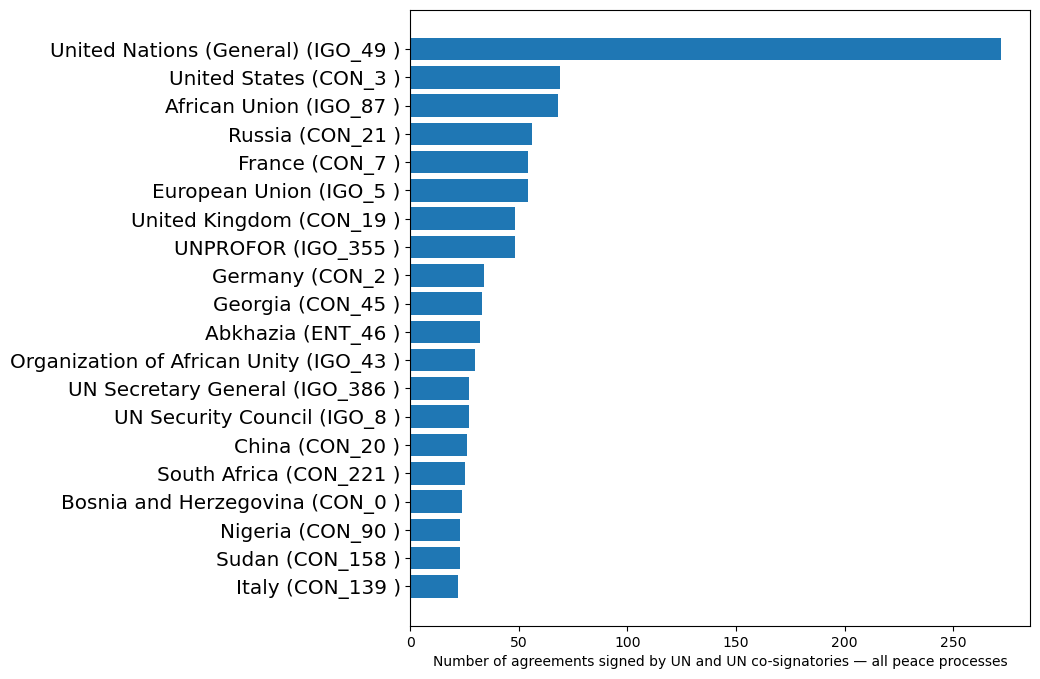 United Nations (General) (IGO_49 )
United States (CON_3 )
African Union (IGO_87 )
Russia (CON_21 )
France (CON_7 )
European Union (IGO_5 )
United Kingdom (CON_19 )
UNPROFOR (IGO_355 )
Germany (CON_2 )
Georgia (CON_45 )
Abkhazia (ENT_46 )
Organization of African Unity (IGO_43 )
UN Secretary General (IGO_386 )
UN Security Council (IGO_8 )
China (CON_20 )
South Africa (CON_221 )
Bosnia and Herzegovina (CON_0 )
Nigeria (CON_90 )
Sudan (CON_158 )
Italy (CON_139 )
0 50 100 150 200 250
Number of agreements signed by UN and UN co-signatories — all peace processes